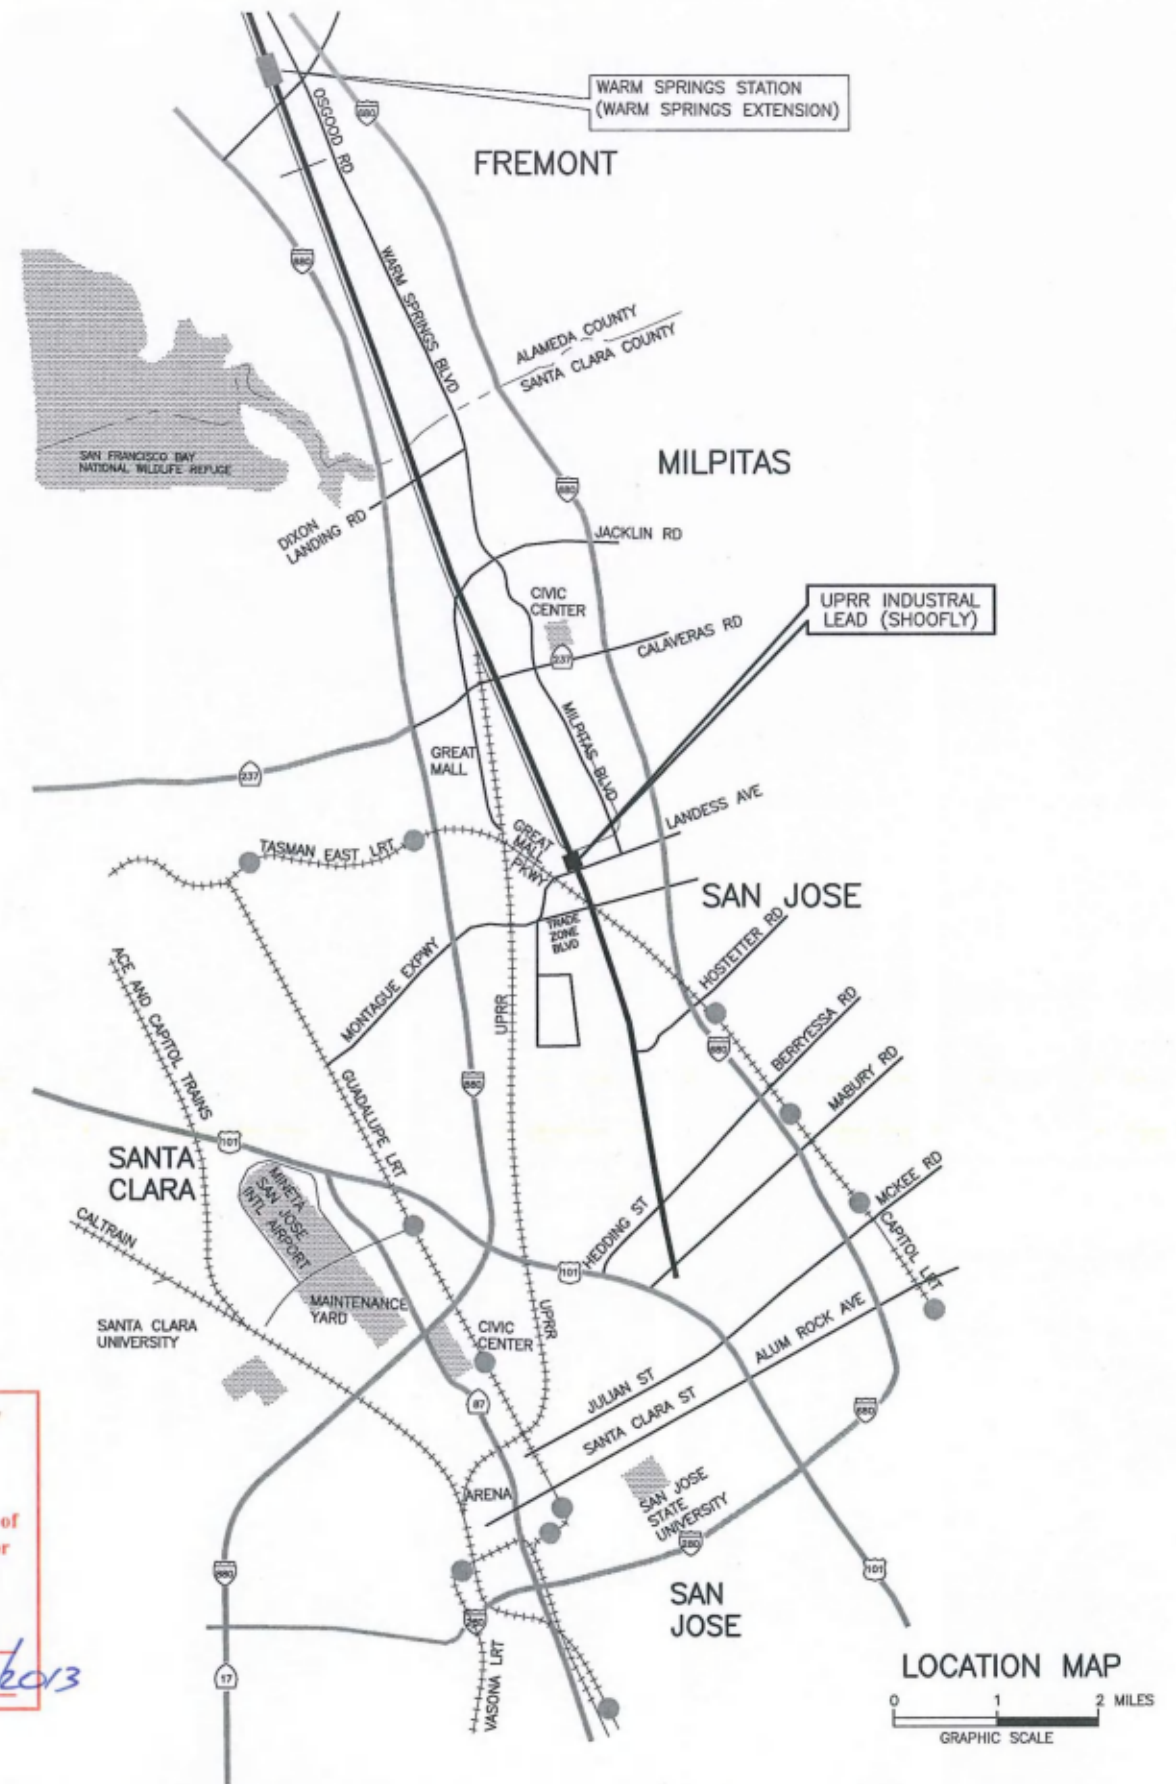 WARM SPRINGS STATION
(WARM SPRINGS EXTENSION)
680
OSGOOD RD
FREMONT
880
WARM SPRINGS BLVD
ALAMEDA COUNTY
SANTA CLARA COUNTY
SAN FRANCISCO BAY
NATIONAL WILDLIFE REFUGE
MILPITAS
680
DIXON
LANDING RD
JACKLIN RD
CIVIC
CENTER
UPRR INDUSTRAL
LEAD (SHOOFLY)
237
CALAVERAS RD
MILPITAS BLVD
GREAT
MALL
237
LANDESS AVE
GREAT
MALL
PKWY
TASMAN EAST LRT
SAN JOSE
TRADE
ZONE
BLVD
HOSTETTER RD
MONTAGUE EXPWY
ACE AND CAPITOL TRAINS
UPRR
BERRYESSA RD
680
MABURY RD
880
GUADALUPE LRT
101
SANTA
CLARA
MINETA
SAN JOSE
INTL AIRPORT
MCKEE RD
CAPITOL LRT
CALTRAIN
HEDDING ST
101
MAINTENANCE
YARD
UPRR
SANTA CLARA
UNIVERSITY
CIVIC
CENTER
ALUM ROCK AVE
JULIAN ST
87
SANTA CLARA ST
680
ARENA
SAN JOSE
STATE
UNIVERSITY
of
280
880
101
SAN
JOSE
280
17
VASONA LRT
2013
LOCATION MAP
0 1 2 MILES
GRAPHIC SCALE